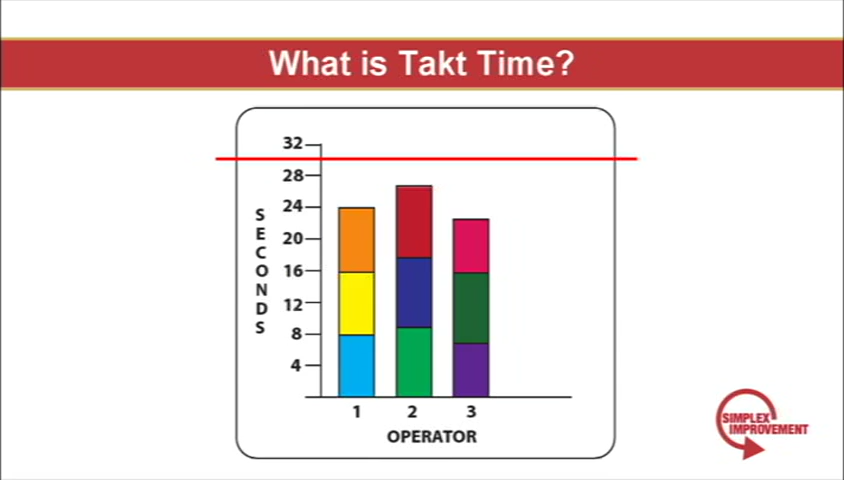 What is Takt Time?
32
28
24
20
16
12
8
4
SECONDS
1 2 3
OPERATOR
SIMPLEX
IMPROVEMENT